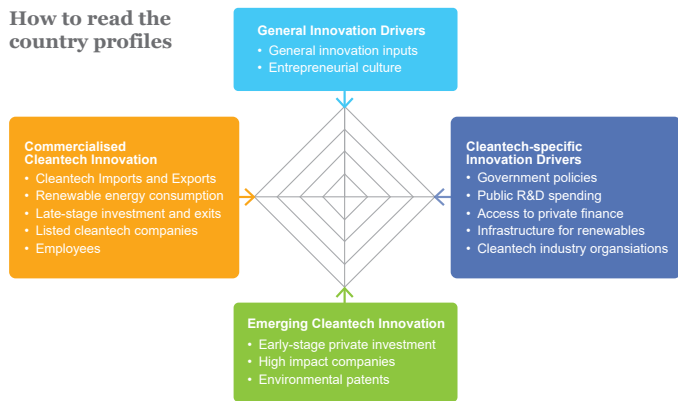 How to read the
country profiles
General Innovation Drivers
• General innovation inputs
• Entrepreneurial culture
Commercialised
Cleantech Innovation
• Cleantech Imports and Exports
• Renewable energy consumption
• Late-stage investment and exits
• Listed cleantech companies
• Employees
Cleantech-specific
Innovation Drivers
• Government policies
• Public R&D spending
• Access to private finance
• Infrastructure for renewables
• Cleantech industry organsiations
Emerging Cleantech Innovation
• Early-stage private investment
• High impact companies
• Environmental patents